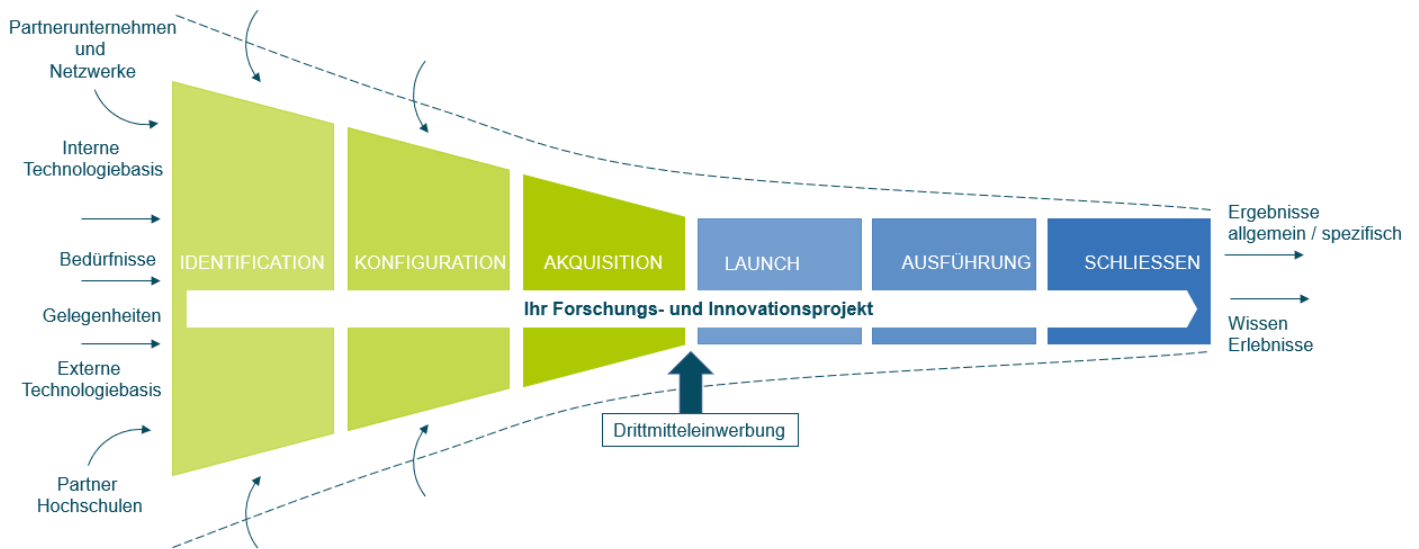 Partnerunternehmen
und
Netzwerke
Interne
Technologiebasis
Bedürfnisse
Gelegenheiten
Externe
Technologiebasis
Partner
Hochschulen
IDENTIFICATION
KONFIGURATION
AKQUISITION
LAUNCH
AUSFÜHRUNG
SCHLIESSEN
Ihr Forschungs- und Innovationsprojekt
Drittmitteleinwerbung
Ergebnisse
allgemein / spezifisch
Wissen
Erlebnisse